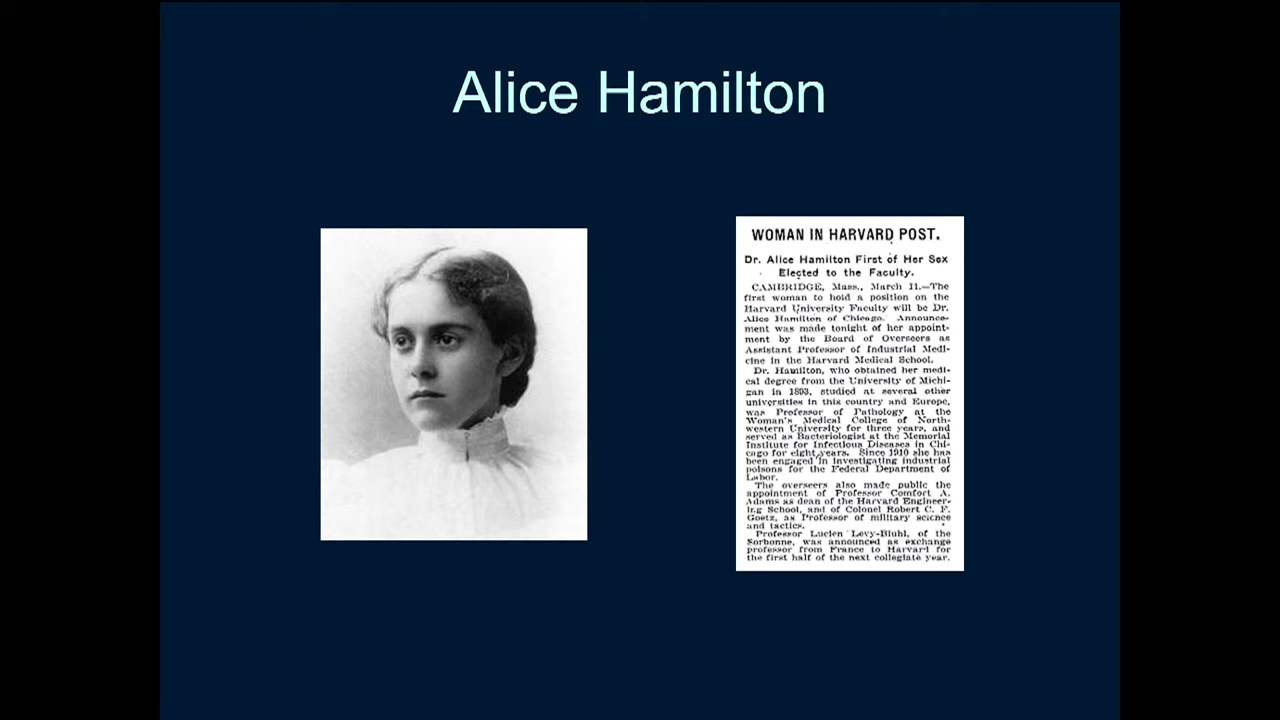 Alice Hamilton
WOMAN IN HARVARD POST.
Dr. Alice Hamilton First of Her Sex
Elected to the Faculty.
CAMBRIDGE, Mass., March 11.—The
first woman to hold a position on the
Harvard University Faculty will be Dr.
Alice Hamilton of Chicago. Announce-
ment was made tonight of her appoint-
ment by the Board of Overseers as
Assistant Professor of Industrial Medi-
cine in the Harvard Medical School.
Dr. Hamilton, who obtained her medi-
cal degree from the University of Michi-
gan in 1893, studied at several other
universities in this country and Europe,
was Professor of Pathology at the
Woman's Medical College of North-
western University for three years, and
served as Bacteriologist at the Memorial
Institute for Infectious Diseases in Chi-
cago for eight years. Since 1910 she has
been engaged in investigating industrial
poisons for the Federal Department of
Labor.
The overseers also made public the
appointment of Professor Comfort A.
Adams as dean of the Harvard Engineer-
ing School, and of Colonel Robert C. F.
Goetz, as Professor of military science
and tactics.
Professor Lucien Levy-Bluhl, of the
Sorbonne, was announced as exchange
professor from France to Harvard for
the first half of the next collegiate year.